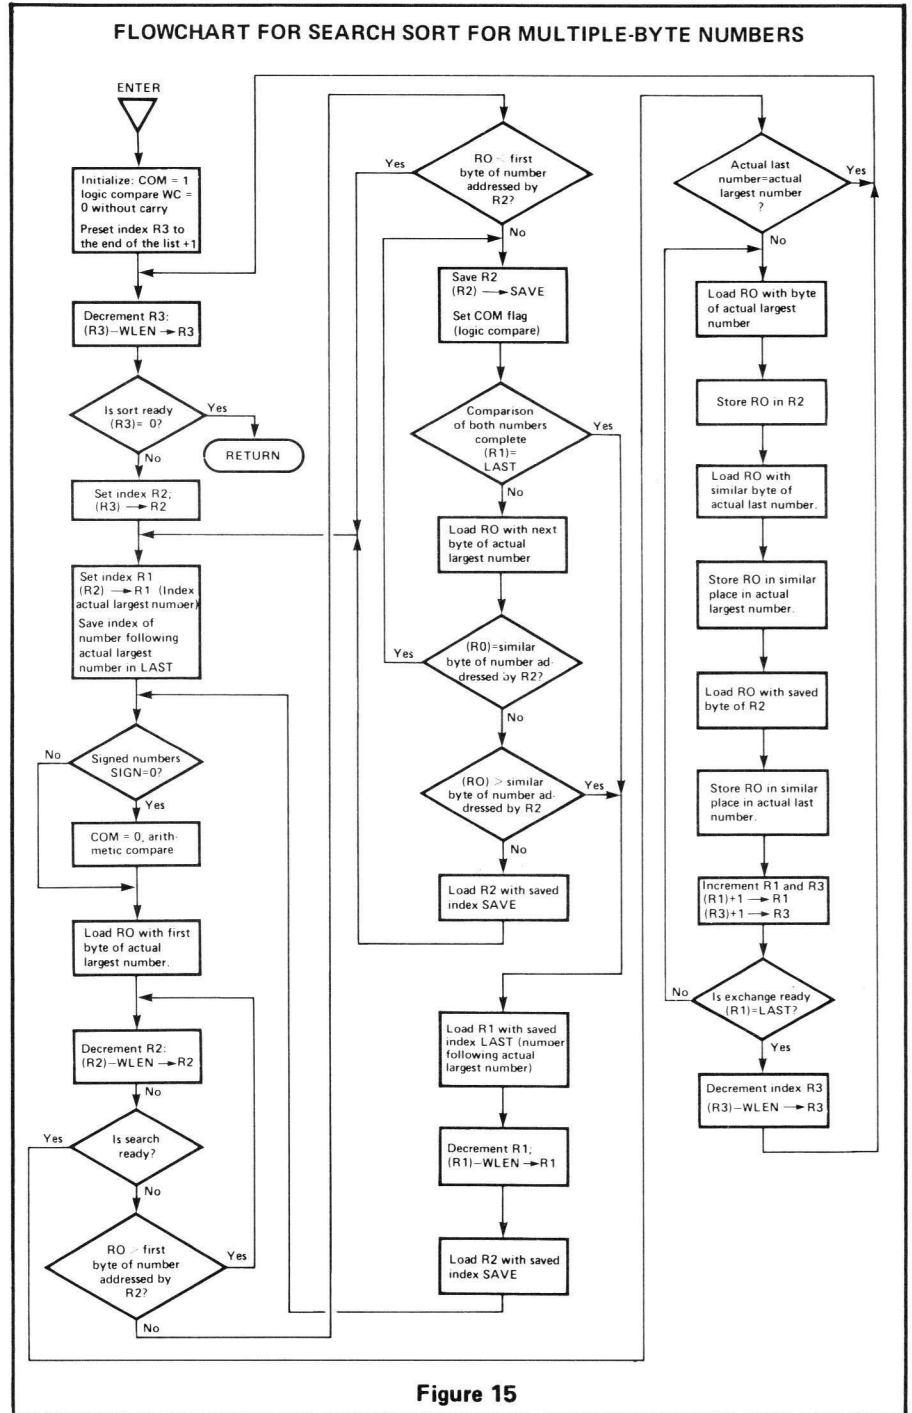 FLOWCHART FOR SEARCH SORT FOR MULTIPLE-BYTE NUMBERS
ENTER
Initialize: COM = 1
logic compare WC =
0 without carry
Preset index R3 to
the end of the list +1
Decrement R3:
(R3)–WLEN → R3
Is sort ready
(R3)= 0?
Yes
RETURN
No
Set index R2;
(R3) → R2
Set index R1
(R2) → R1 (Index
actual largest number)
Save index of
number following
actual largest
number in LAST
Signed numbers
SIGN=0?
No
Yes
COM = 0, arith-
metic compare
Load RO with first
byte of actual
largest number.
Decrement R2:
(R2)–WLEN → R2
No
Is search
ready?
Yes
No
RO > first
byte of number
addressed by
R2?
Yes
No
RO < first
byte of number
addressed by
R2?
Yes
No
Save R2
(R2) → SAVE
Set COM flag
(logic compare)
Comparison
of both numbers
complete
(R1)=
LAST
Yes
No
Load RO with next
byte of actual
largest number
(R0)=similar
byte of number ad-
dressed by R2?
Yes
No
(RO) > similar
byte of number ad-
dressed by R2
Yes
No
Load R2 with saved
index SAVE
Load R1 with saved
index LAST (number
following actual
largest number)
Decrement R1;
(R1)–WLEN → R1
Load R2 with saved
index SAVE
Actual last
number=actual
largest number
?
Yes
No
Load RO with byte
of actual largest
number
Store RO in R2
Load RO with
similar byte of
actual last number.
Store RO in similar
place in actual
largest number.
Load RO with saved
byte of R2
Store RO in similar
place in actual last
number.
Increment R1 and R3
(R1)+1 → R1
(R3)+1 → R3
Is exchange ready
(R1)=LAST?
No
Yes
Decrement index R3
(R3)–WLEN → R3
Figure 15